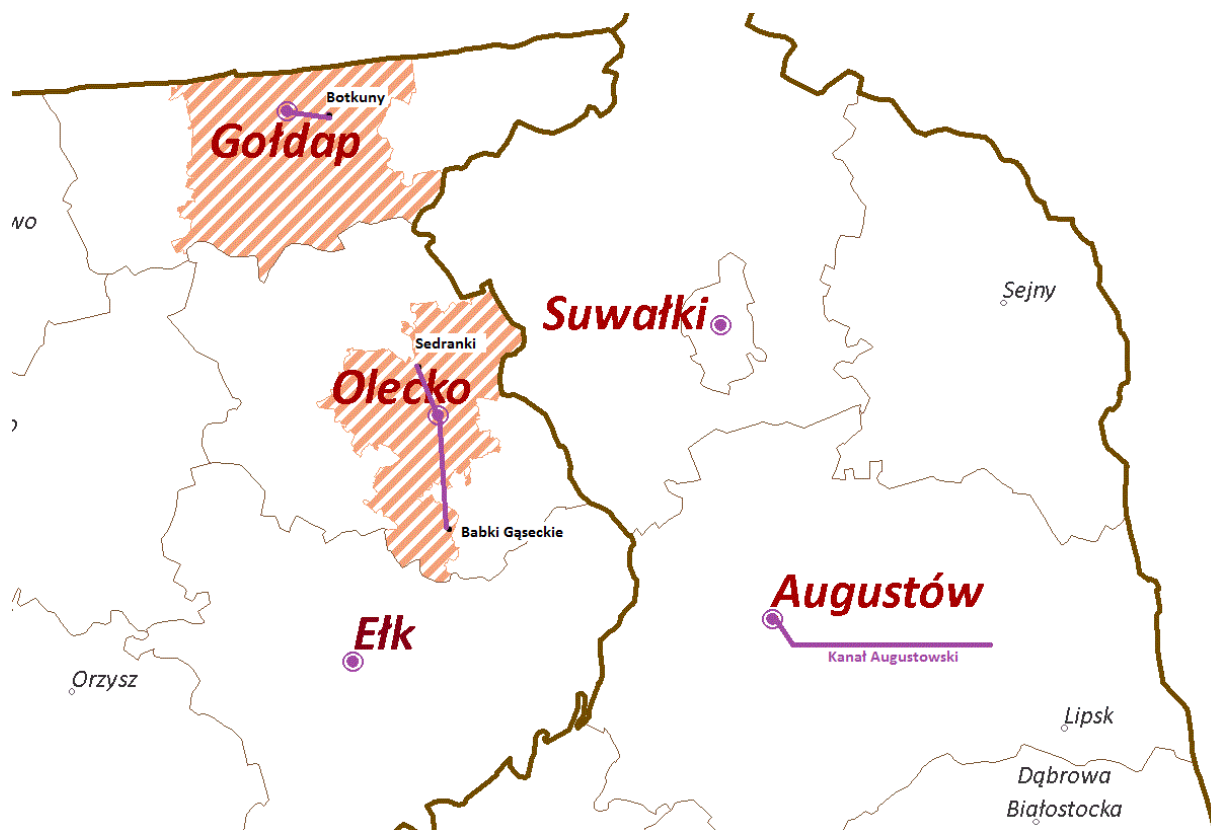 Botkuny
Gołdap
wo
Sejny
Suwałki
Sedranki
Olecko
Babki Gąseckie
Augustów
Ełk
Kanał Augustowski
Orzysz
Lipsk
Dąbrowa
Białostocka